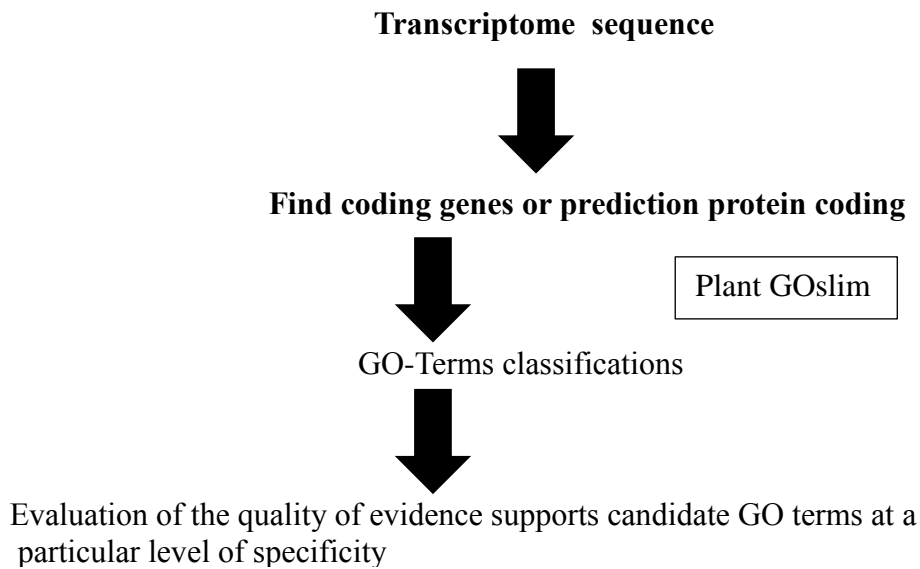 Transcriptome sequence
Find coding genes or prediction protein coding
Plant GOslim
GO-Terms classifications
Evaluation of the quality of evidence supports candidate GO terms at a
particular level of specificity